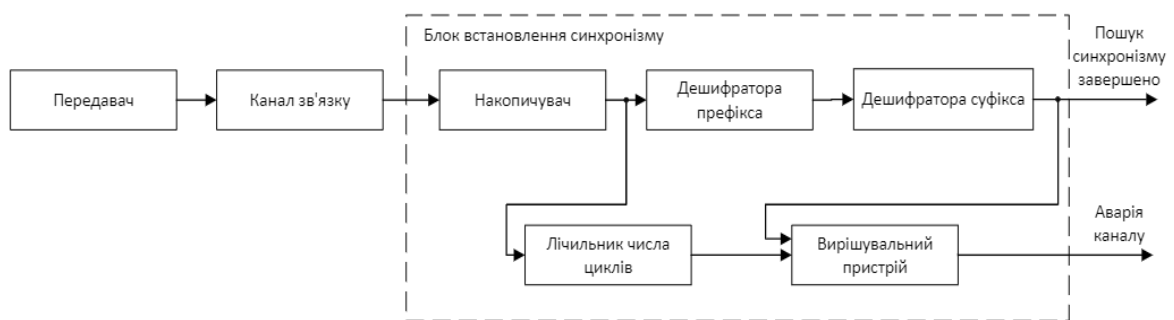 Блок встановлення синхронізму
Пошук
синхронізму
завершено
Передавач
Канал зв'язку
Накопичувач
Дешифратора
префікса
Дешифратора суфікса
Лічильник числа
циклів
Вирішувальний
пристрій
Аварія
каналу